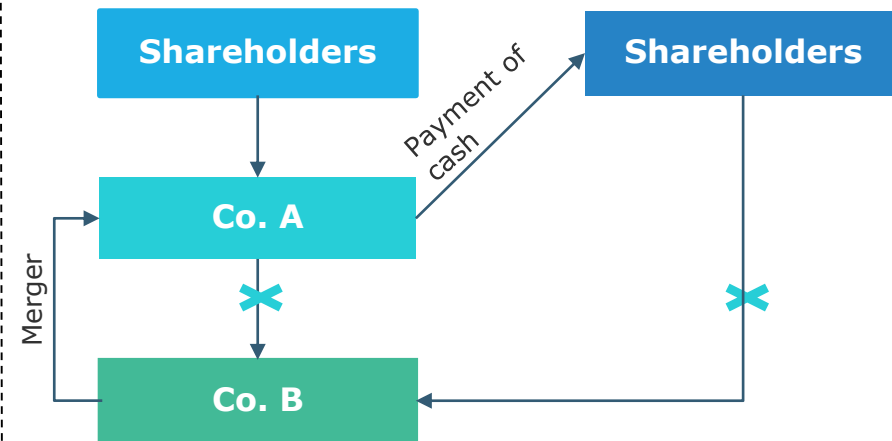 Shareholders
Shareholders
Payment of
cash
Co. A
Merger
Co. B